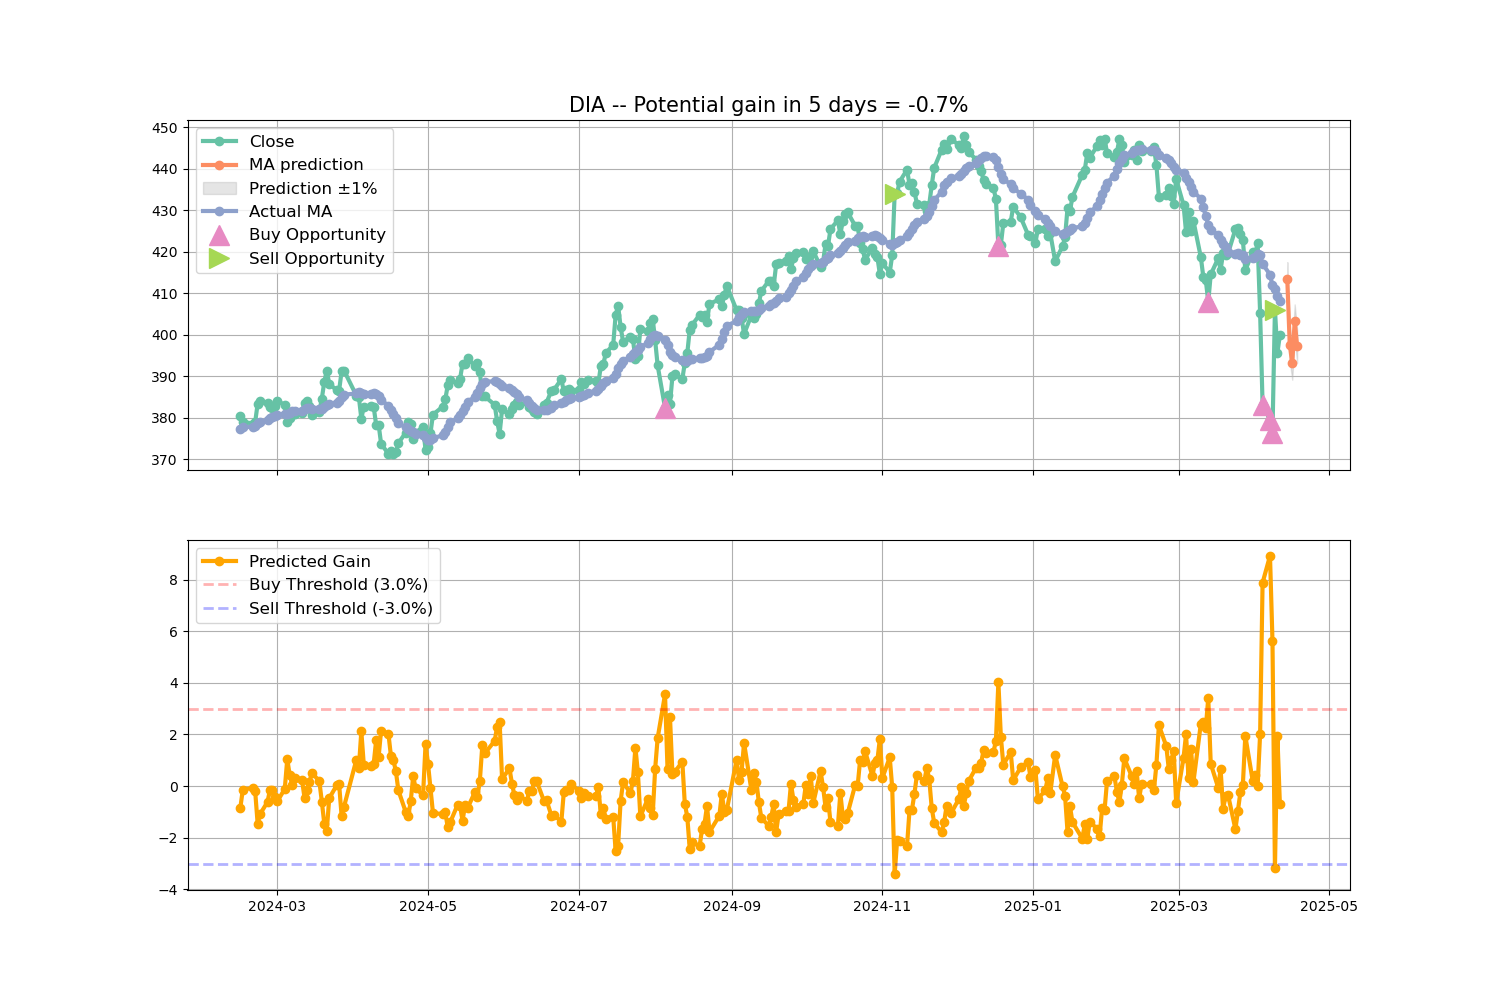 DIA -- Potential gain in 5 days = -0.7%
450
440
430
420
410
400
390
380
370
Close
MA prediction
Prediction ±1%
Actual MA
Buy Opportunity
Sell Opportunity
8
6
4
2
0
−2
−4
Predicted Gain
Buy Threshold (3.0%)
Sell Threshold (-3.0%)
2024-03
2024-05
2024-07
2024-09
2024-11
2025-01
2025-03
2025-05